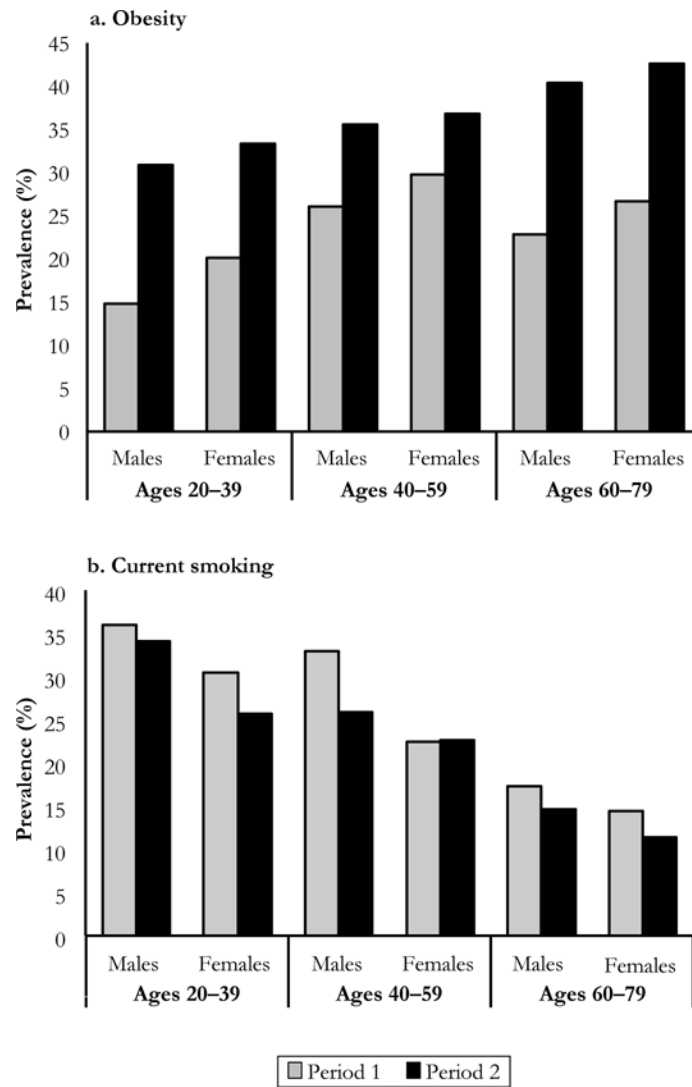 a. Obesity
45
40
35
30
25
20
15
10
5
0
Prevalence (%)
Males Females Males Females Males Females
Ages 20–39 Ages 40–59 Ages 60–79
b. Current smoking
40
35
30
25
20
15
10
5
0
Prevalence (%)
Males Females Males Females Males Females
Ages 20–39 Ages 40–59 Ages 60–79
Period 1 Period 2